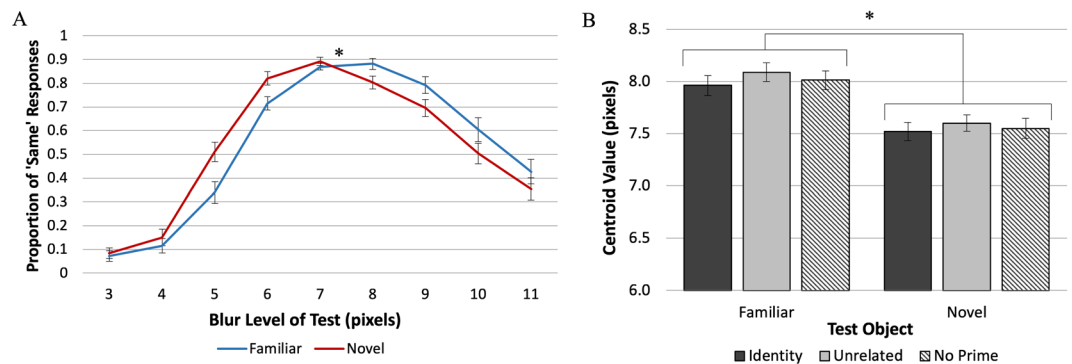 A
Proportion of 'Same' Responses
1
0.9
0.8
0.7
0.6
0.5
0.4
0.3
0.2
0.1
0
*
3 4 5 6 7 8 9 10 11
Blur Level of Test (pixels)
Familiar Novel
B
Centroid Value (pixels)
8.5
8.0
7.5
7.0
6.5
6.0
*
Familiar Novel
Test Object
Identity Unrelated No Prime